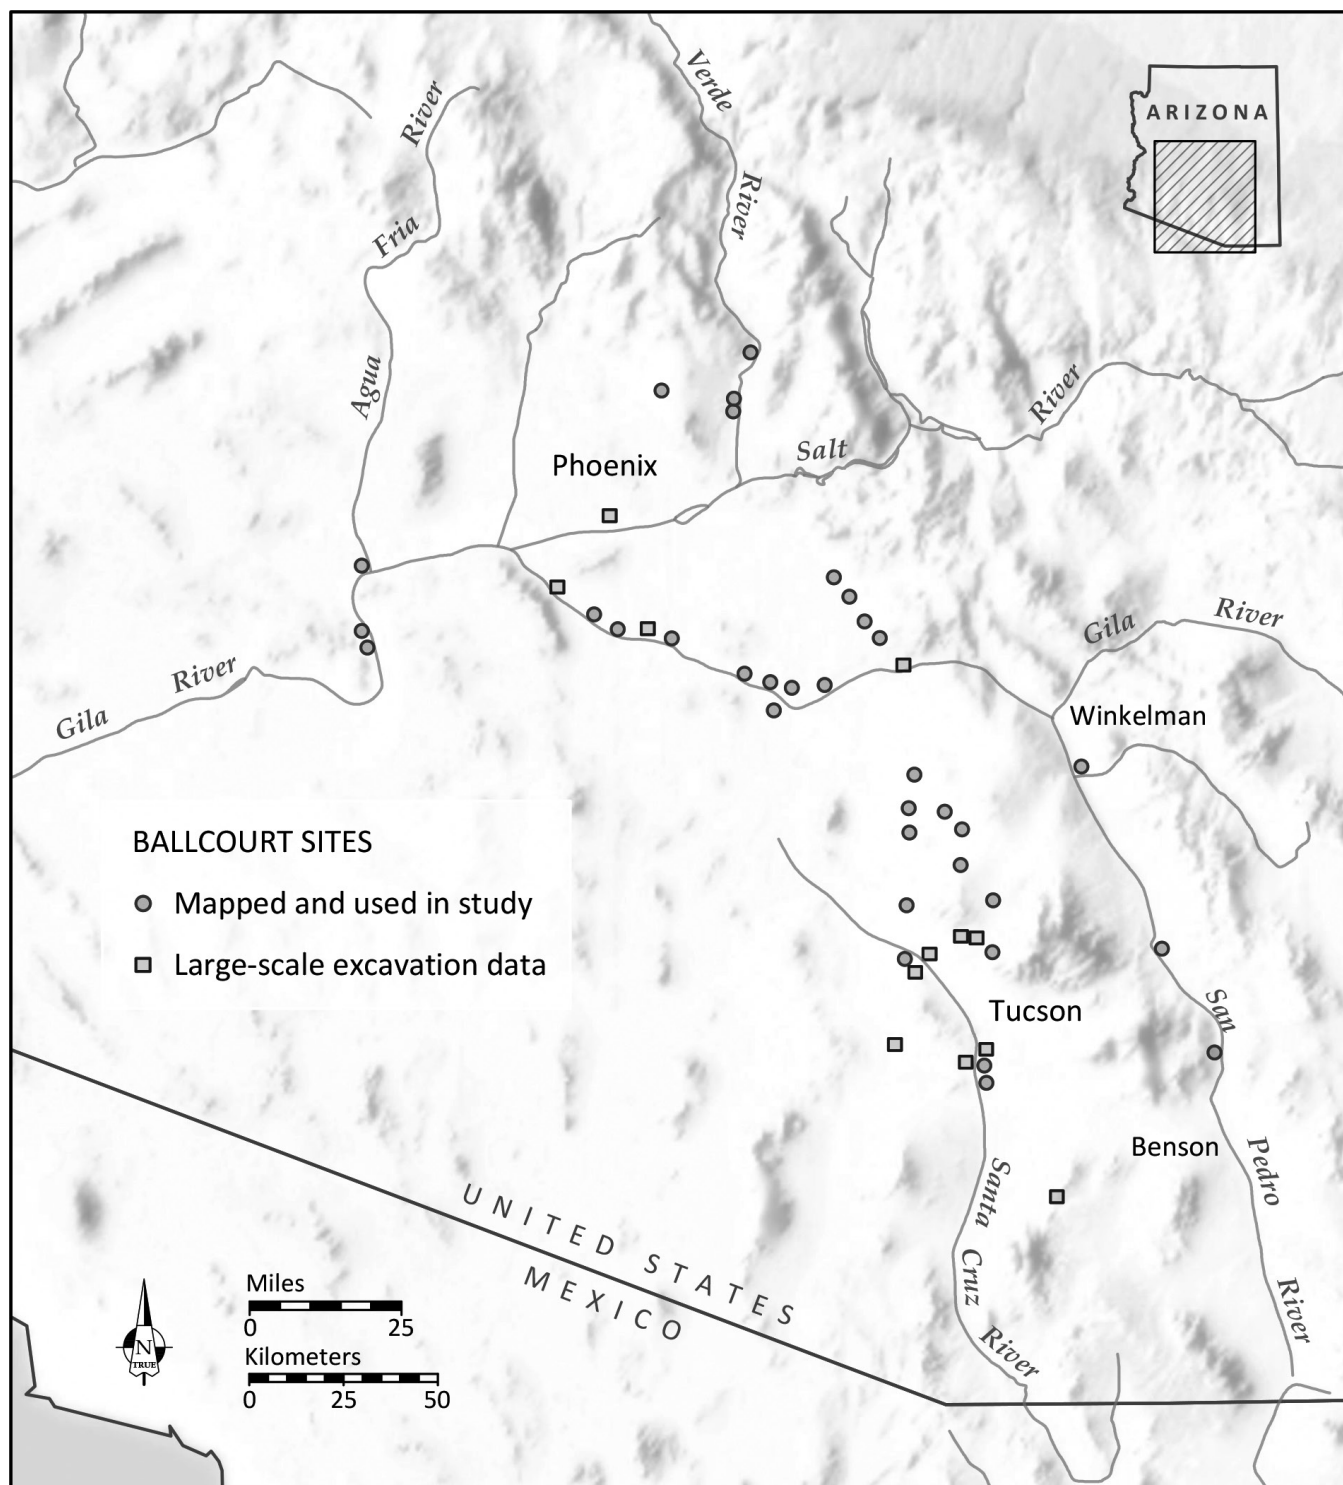 Verde
River
River
Fria
Agua
ARIZONA
River
Salt
Phoenix
Gila
River
Gila
River
Winkelman
BALLCOURT SITES
Mapped and used in study
Large-scale excavation data
Tucson
San
Pedro
River
Benson
Santa
Cruz
River
UNITED STATES
MEXICO
Miles
0 25
Kilometers
0 25 50
N
TRUE